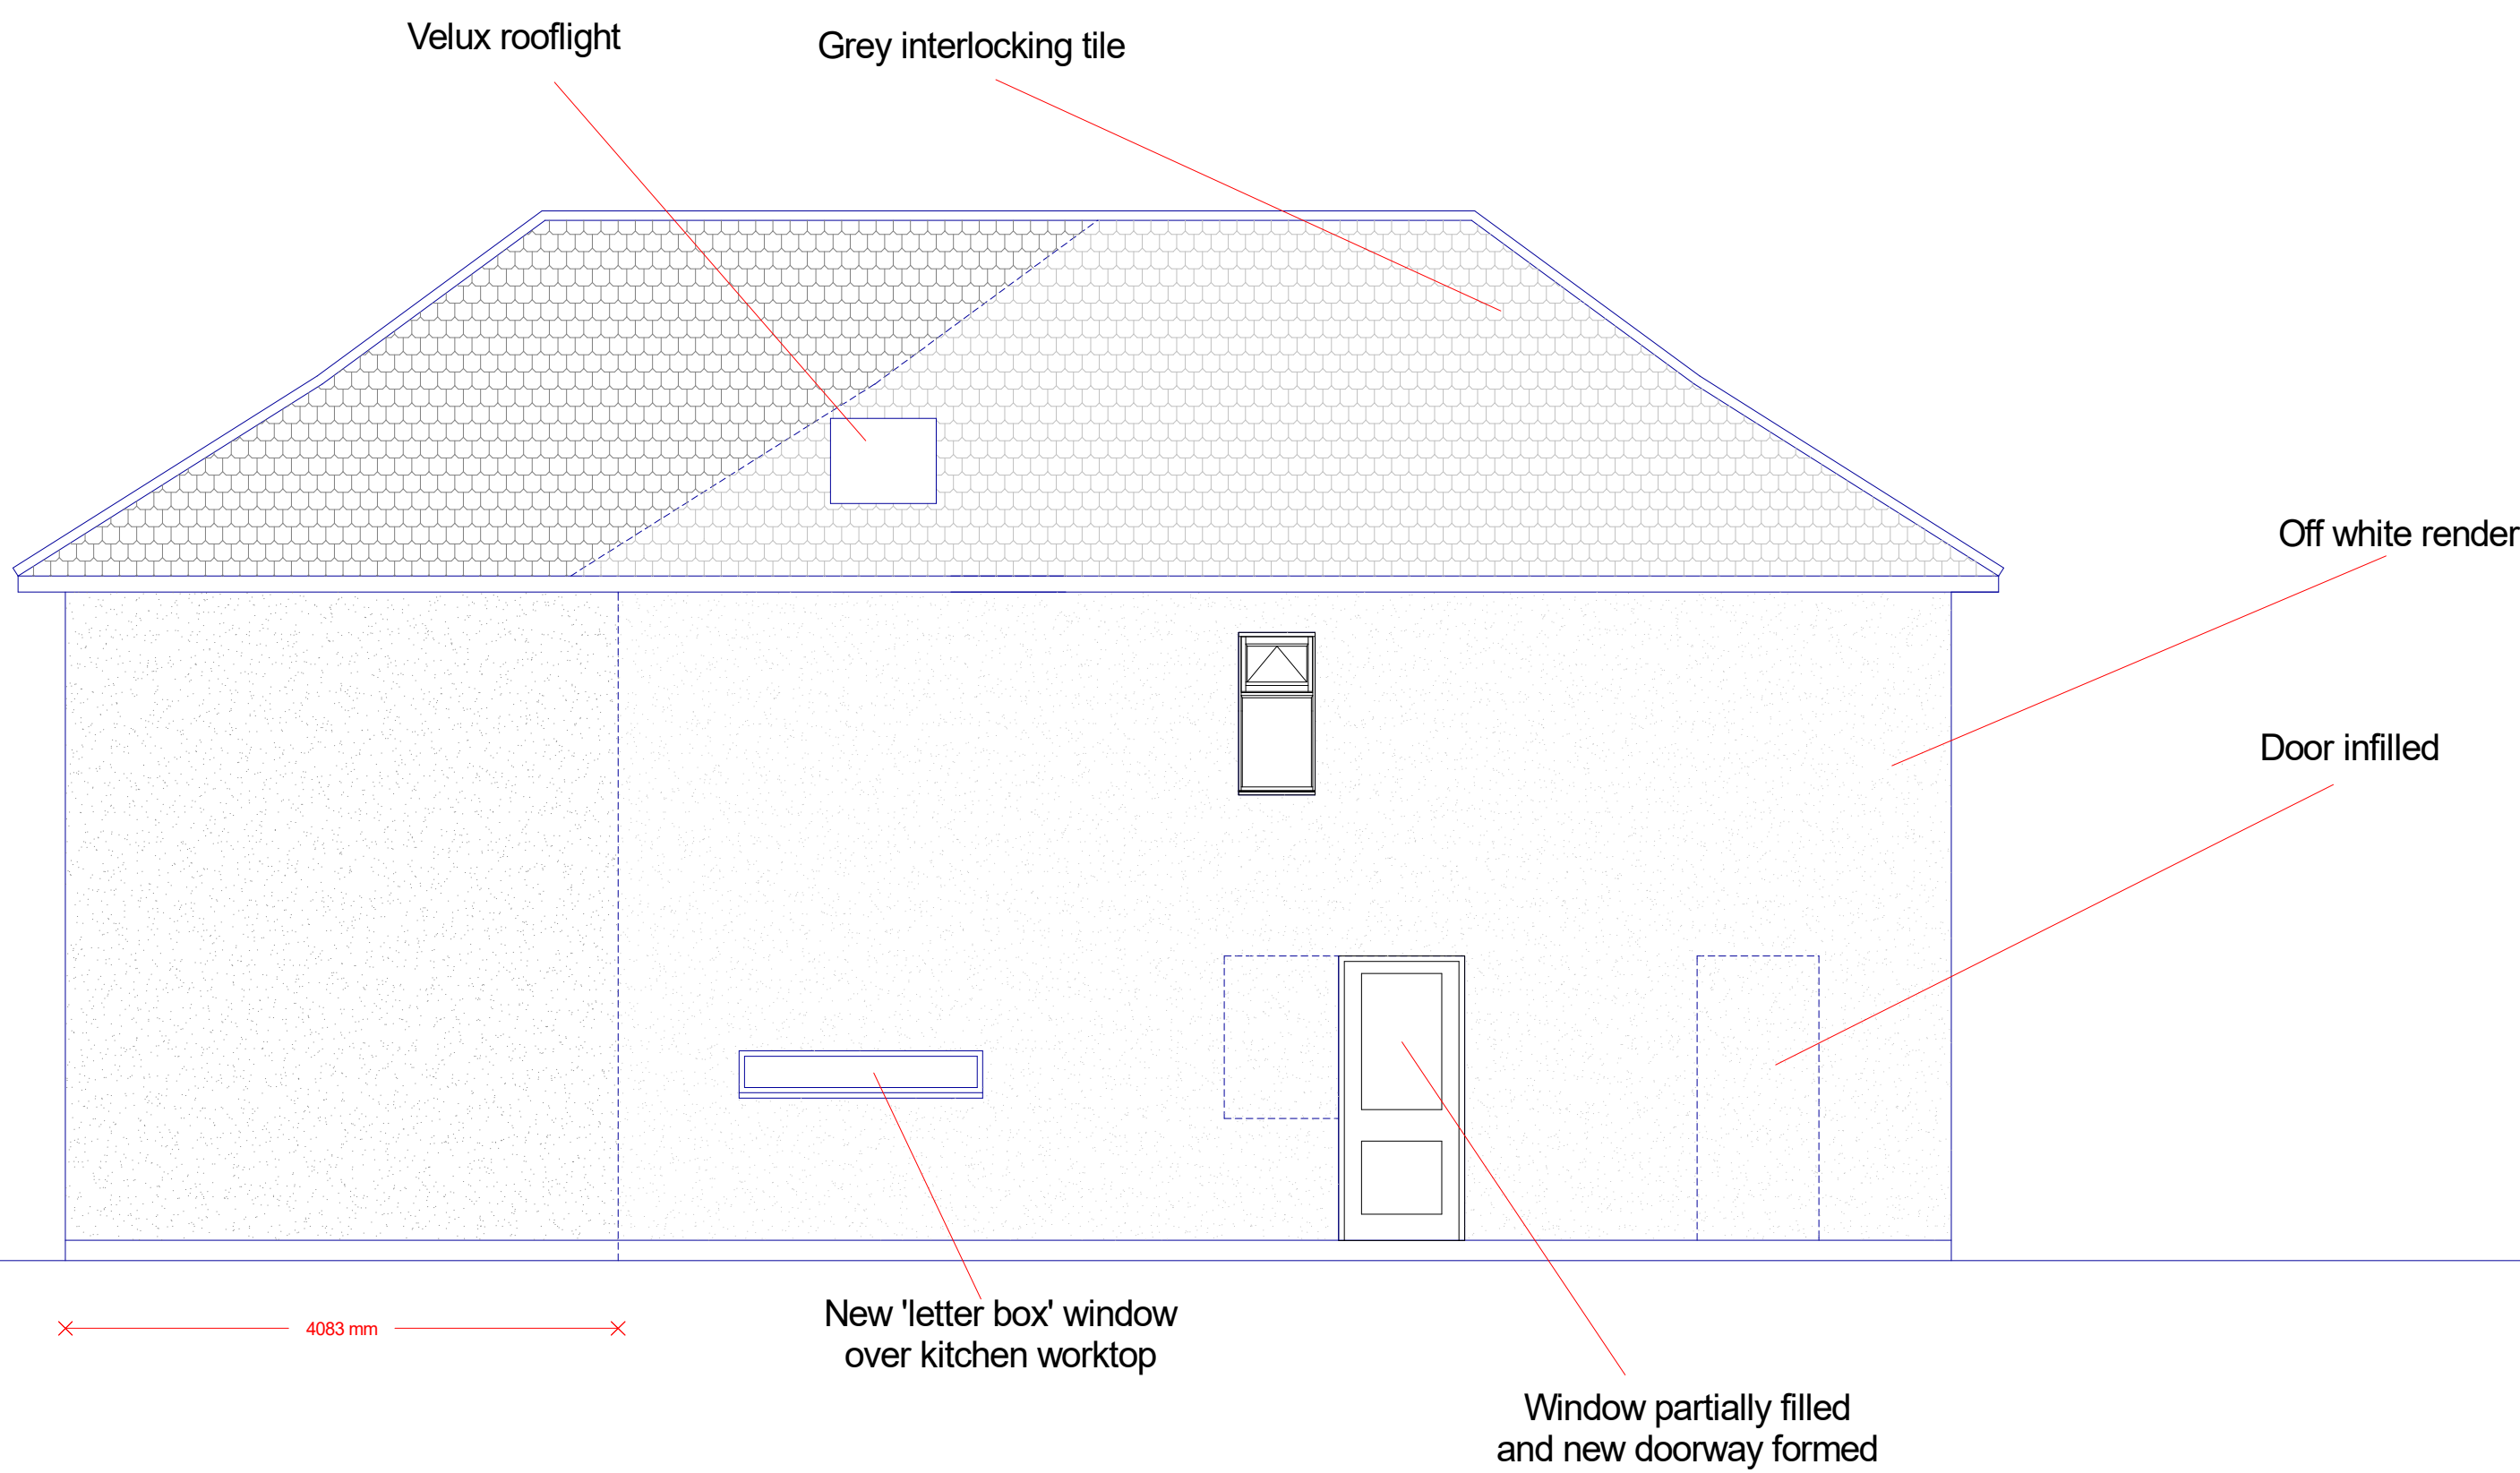 Velux rooflight
Grey interlocking tile
Off white render
Door infilled
4083 mm
New 'letter box' window
over kitchen worktop
Window partially filled
and new doorway formed